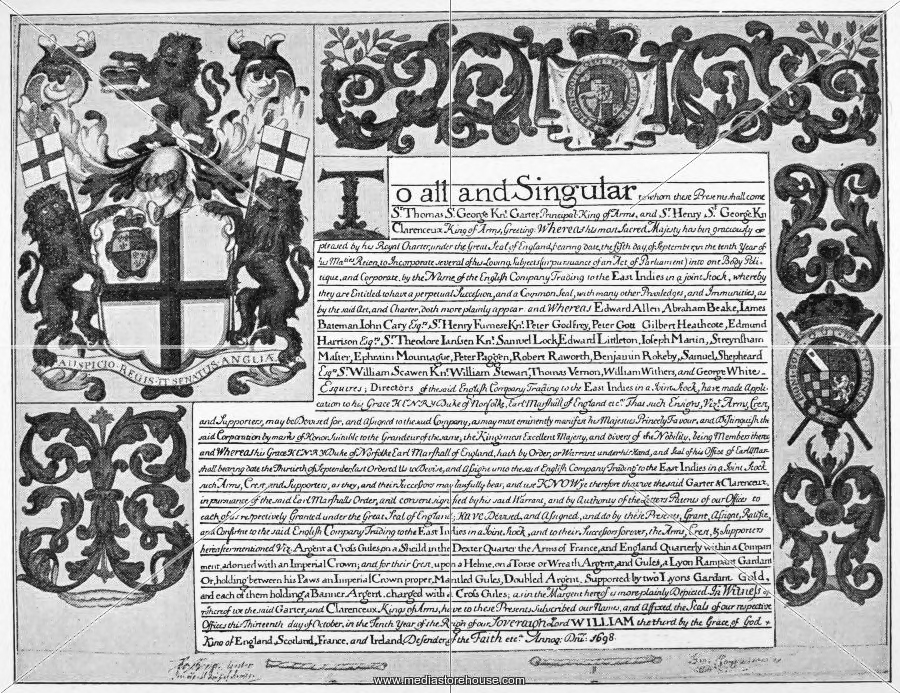 To all and Singular to whom these Presents shall come
Sr Thomas St George Knt Garter Principal King of Arms, and Sr Henry St George Kn
Clarenceux King of Arms, Greeting. Whereas his most Sacred Majesty has bin graciously
pleased by his Royal Charter, under the Great Seal of England, bearing date, the fifth day, of September, in the tenth Year of
his Maties Reign, to Incorporate several of his Loving Subjects (in pursuance of an Act of Parliament) into one Body Poli-
tique, and Corporate, by the Name of the English Company Trading to the East Indies in a joint Stock, whereby
they are Entitled to have a perpetual Succession, and a Common Seal, with many other Priviledges, and Immunities, as
by the said Act, and Charter, doth more plainly appear and Whereas Edward Allen, Abraham Beake, James
Bateman, John Cary Esqrs Sr Henry Furnese Knt Peter Godfrey, Peter Gott Gilbert Heathcote, Edmund
Harrison Esqrs Sr Theodore Janssen Knt Samuel Lock, Edward Littleton, Joseph Martin, Streynsham
Master, Ephraim Mountague, Peter Paggen, Robert Raworth, Benjamin Rokeby, Samuel Shepheard
Esqrs Sr William Scawen Knt William Stewart, Thomas Vernon, William Withers, and George White
Esquires; Directors of the said English Company Trading to the East Indies in a Joint Stock, have made Appli-
cation to his Grace HENRY Duke of Norfolk, Earl Marshall of England etc. That such Ensigns, Vizt Arms, Crest,
and Supporters, may be Devised for, and Assigned to the said Company, as may most eminently manifest his Majesties Princely Favour, and Distinguish the
said Corporation by marks of Honor Suitable to the Grandeur of the same, the Kings most Excellent Majesty, and divers of the Nobility, being Members thereof
and Whereas his Grace HENRY Duke of Norfolke Earl Marshall of England, hath by Order, or Warrant under his Hand, and Seal of his Office of Earl Mar-
shall bearing date the Thirtieth of September last Ordered Us to Devise, and Assigne unto the said English Company Trading to the East Indies in a Joint Stock
such Arms, Crest, and Supporters, as they, and their Successors may lawfully bear, and use KNOW ye therefore that we the said Garter & Clarenceux,
in pursuance of the said Earl Marshalls Order, and consent signified by his said Warrant, and by Authority of the Letters Patents of our Offices to
each of us respectively Granted under the Great Seal of England; Have Devised, and Assigned, and do by these Presents, Grant, Assigne, Ratifie,
and Confirme to the said English Company Trading to the East Indies in a Joint Stock, and to their Successors forever, the Arms, Crest, & Supporters
hereafter mentioned Viz. Argent a Cross Gules, on a Sheild in the Dexter Quarter the Arms of France, and England Quarterly within a Compart
ment, adorned with an Imperial Crown; and for their Crest, upon a Helme, on a Torse or Wreath Argent, and Gules, a Lyon Rampant Gardant
Or, holding between his Paws an Imperial Crown proper, Mantled Gules, Doubled Argent, Supported by two Lyons Gardant Gold,
and each of them holding a Banner Argent charged with a Cross Gules; as in the Margent hereof is more plainly Depicted. In Witness
whereof we the said Garter, and Clarenceux Kings of Arms, have to these Presents Subscribed our Names, and Affixed the Seals of our respective
Offices this Thirteenth day of October, in the Tenth Year of the Reign of our Soveraign Lord WILLIAM the third by the Grace of God
King of England, Scotland, France, and Ireland, Defender of the Faith etc. Annoq: Dni: 1698
AUSPICIO · REGIS · ET SENATUS · ANGLIÆ
www.mediastorehouse.com